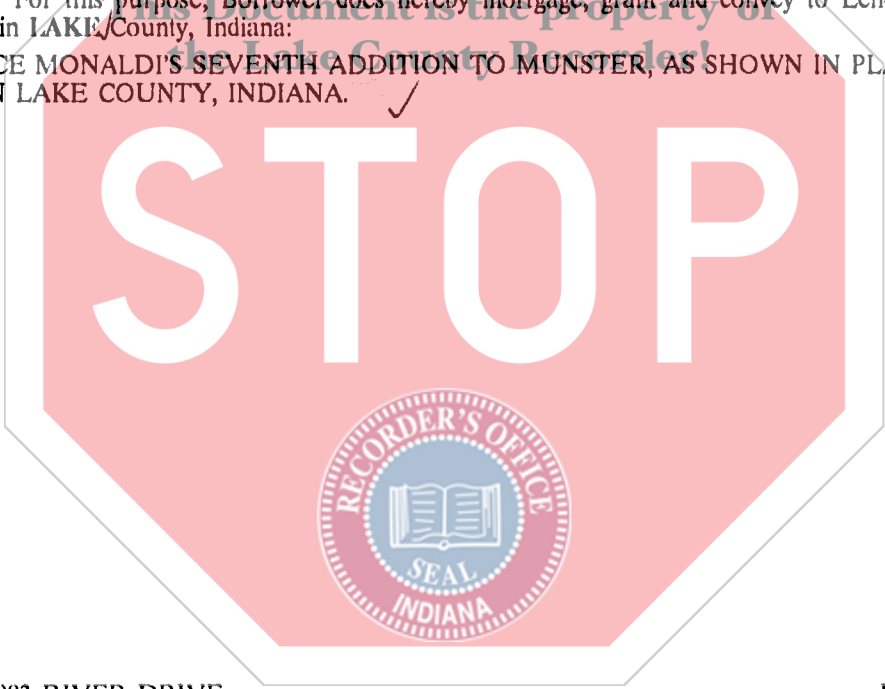 This Document is the property of
For this purpose, Borrower does hereby mortgage, grant and convey to
in LAKE County, Indiana:
the Lake County Recorder!
CE MONALDI'S SEVENTH ADDITION TO MUNSTER, AS SHOWN IN
LAKE COUNTY, INDIANA.
STOP
RECORDER'S OFFICE
SEAL
INDIANA
RIVER DRIVE